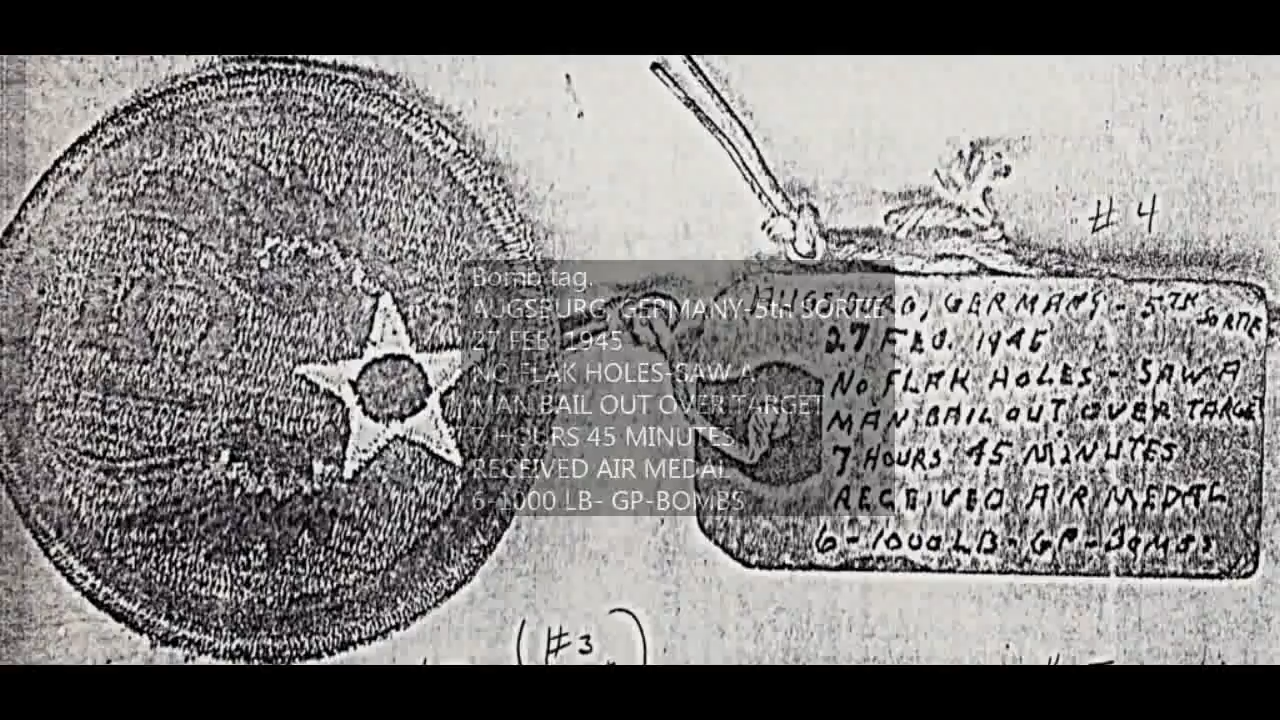 #4
Bomb tag.
AUGSBURG, GERMANY-5th SORTIE
27 FEB. 1945
NO FLAK HOLES-SAW A
MAN BAIL OUT OVER TARGET
7 HOURS 45 MINUTES
RECEIVED AIR MEDAL
6-1000 LB- GP-BOMBS
AUGSBURG, GERMANY - 5TH SORTIE
27 FEB. 1945
NO FLAK HOLES - SAW A
MAN BAIL OUT OVER TARGET
7 HOURS 45 MINUTES
RECEIVED AIR MEDAL
6-1000 LB- GP-BOMBS
(#3)